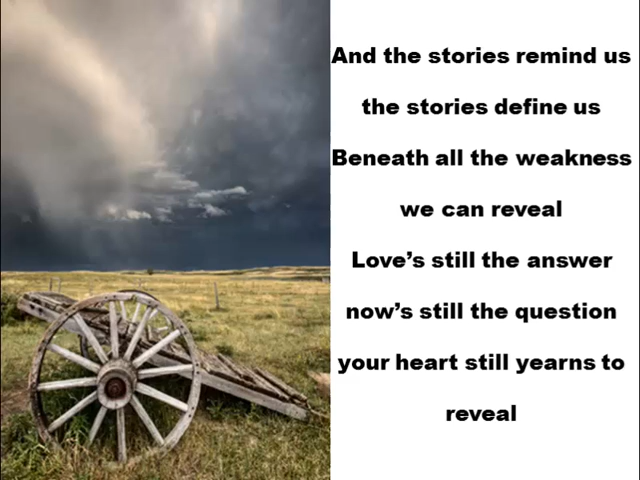 And the stories remind us
the stories define us
Beneath all the weakness
we can reveal
Love’s still the answer
now’s still the question
your heart still yearns to
reveal